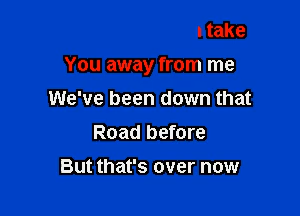 take
You away from me
We've been down that
Road before
But that's over now